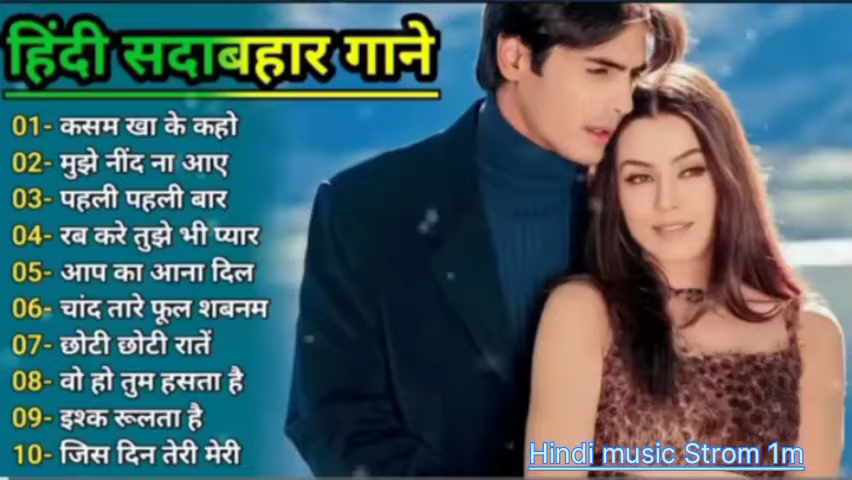 हिंदी सदाबहार गाने
01- कसम खा के कहो
02- मुझे नींद ना आए
03- पहली पहली बार
04- रब करे तुझे भी प्यार
05- आप का आना दिल
06- चांद तारे फूल शबनम
07- छोटी छोटी रातें
08- वो हो तुम हसता है
09- इश्क रूलता है
10- जिस दिन तेरी मेरी
Hindi music Strom 1m